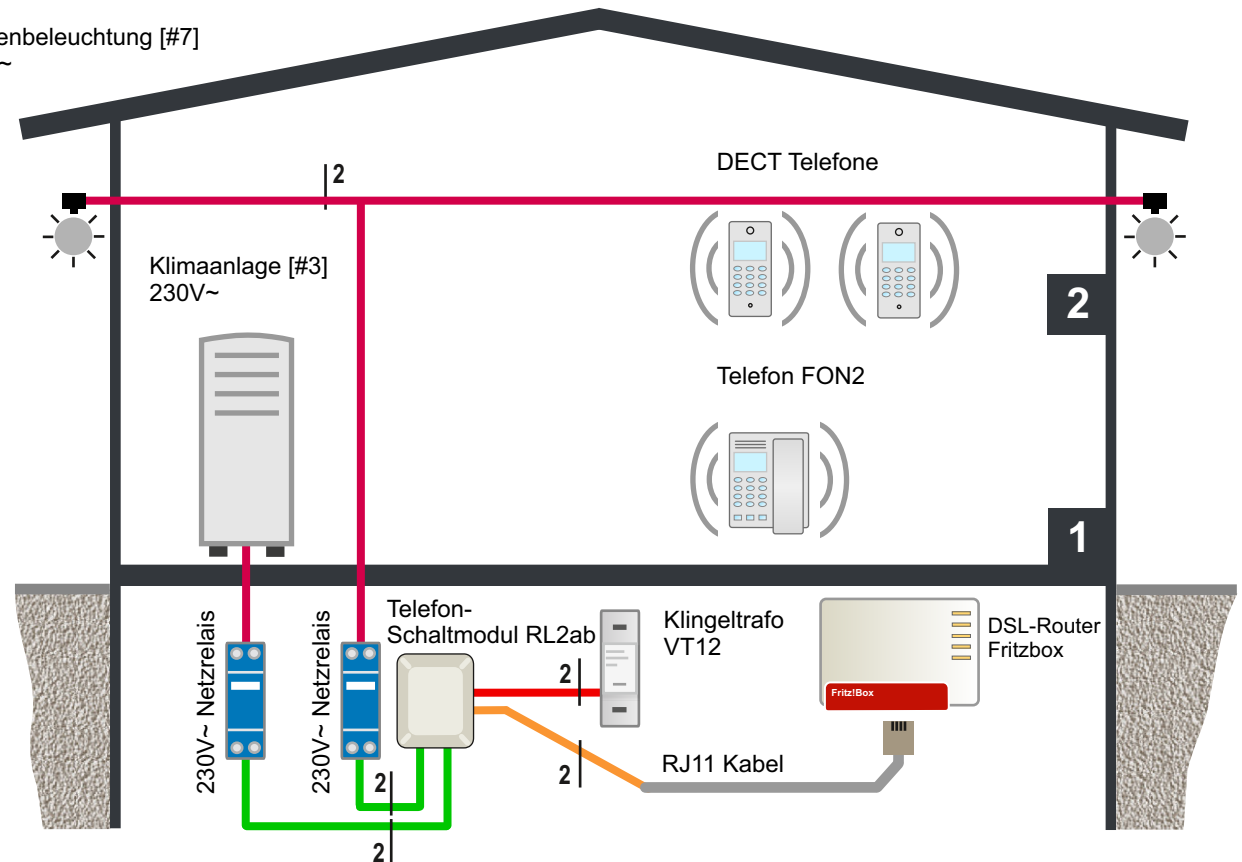 enbeleuchtung [#7]
~
2
DECT Telefone
Klimaanlage [#3]
230V~
2
Telefon FON2
1
230V~ Netzrelais
230V~ Netzrelais
Telefon-
Schaltmodul RL2ab
Klingeltrafo
VT12
DSL-Router
Fritzbox
Fritz!Box
2
2
RJ11 Kabel
2
2